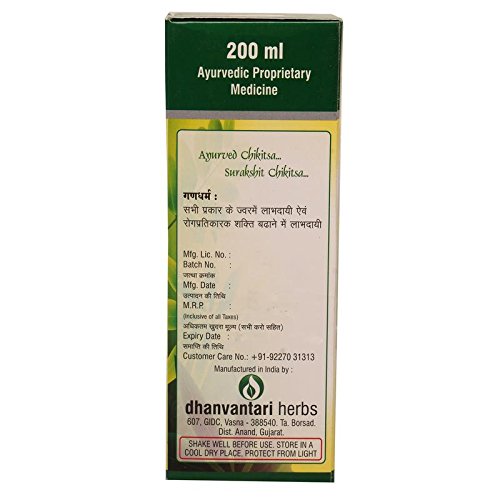 200 ml
Ayurvedic Proprietary
Medicine
Ayurved Chikitsa...
Surakshit Chikitsa...
गणधर्म :
सभी प्रकार के ज्वरमें लाभदायी ऐवं
रोगप्रतिकारक शक्ति बढाने में लाभदायी
Mfg. Lic. No. :
Batch No. :
जत्था क्रमांक
Mfg. Date :
उत्पादन की तिथि
M.R.P. :
(Inclusive of all Taxes)
अधिकतम खुदरा मूल्य (सभी करो सहित)
Expiry Date :
समाप्ति की तिथि
Customer Care No.: +91-92270 31313
Manufactured in India by :
dhanvantari herbs
607, GIDC, Vasna - 388540. Ta. Borsad.
Dist. Anand, Gujarat.
SHAKE WELL BEFORE USE. STORE IN A
COOL DRY PLACE, PROTECT FROM LIGHT